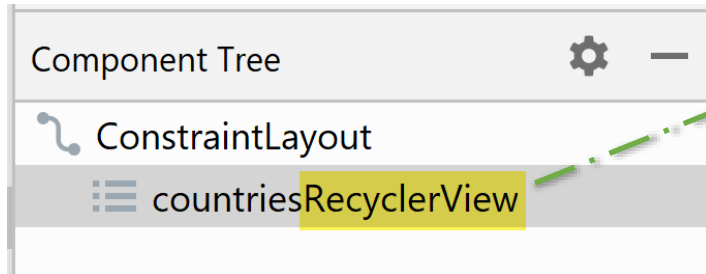 Component Tree
ConstraintLayout
countriesRecyclerView